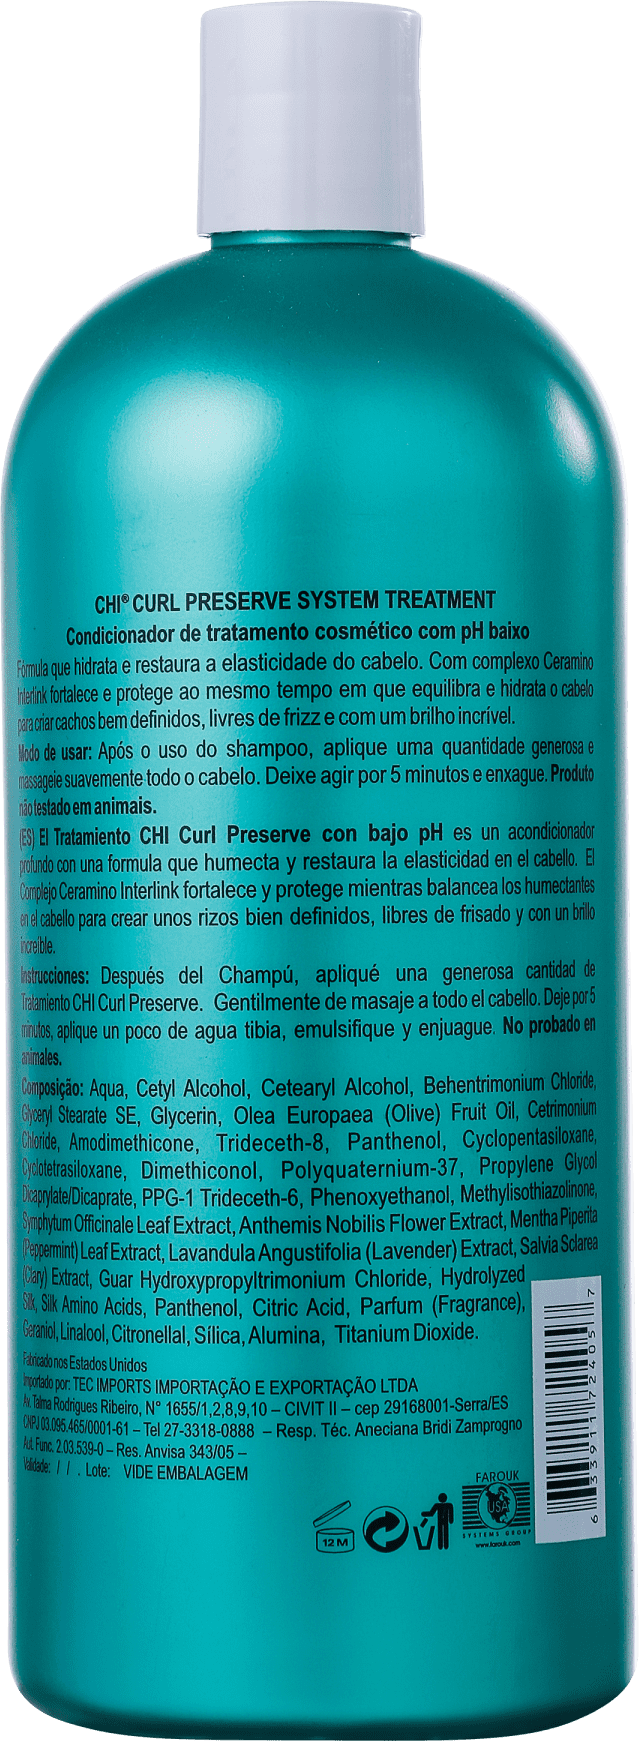 CHI® CURL PRESERVE SYSTEM TREATMENT
Condicionador de tratamento cosmético com pH baixo
Fórmula que hidrata e restaura a elasticidade do cabelo. Com complexo Ceramino
Interlink fortalece e protege ao mesmo tempo em que equilibra e hidrata o cabelo
para criar cachos bem definidos, livres de frizz e com um brilho incrível.
Modo de usar: Após o uso do shampoo, aplique uma quantidade generosa e
massageie suavemente todo o cabelo. Deixe agir por 5 minutos e enxague. Produto
não testado em animais.
(ES) El Tratamiento CHI Curl Preserve con bajo pH es un acondicionador
profundo con una formula que humecta y restaura la elasticidad en el cabello. El
Complejo Ceramino Interlink fortalece y protege mientras balancea los humectantes
en el cabello para crear unos rizos bien definidos, libres de frisado y con un brillo
increíble.
Instrucciones: Después del Champú, apliqué una generosa cantidad de
Tratamiento CHI Curl Preserve. Gentilmente de masaje a todo el cabello. Deje por 5
minutos, aplique un poco de agua tibia, emulsifique y enjuague. No probado en
animales.
Composição: Aqua, Cetyl Alcohol, Cetearyl Alcohol, Behentrimonium Chloride,
Glyceryl Stearate SE, Glycerin, Olea Europaea (Olive) Fruit Oil, Cetrimonium
Chloride, Amodimethicone, Trideceth-8, Panthenol, Cyclopentasiloxane,
Cyclotetrasiloxane, Dimethiconol, Polyquaternium-37, Propylene Glycol
Dicaprylate/Dicaprate, PPG-1 Trideceth-6, Phenoxyethanol, Methylisothiazolinone,
Symphytum Officinale Leaf Extract, Anthemis Nobilis Flower Extract, Mentha Piperita
(Peppermint) Leaf Extract, Lavandula Angustifolia (Lavender) Extract, Salvia Sclarea
(Clary) Extract, Guar Hydroxypropyltrimonium Chloride, Hydrolyzed
Silk, Silk Amino Acids, Panthenol, Citric Acid, Parfum (Fragrance),
Geraniol, Linalool, Citronellal, Sílica, Alumina, Titanium Dioxide.
Fabricado nos Estados Unidos
Importado por: TEC IMPORTS IMPORTAÇÃO E EXPORTAÇÃO LTDA
Av. Talma Rodrigues Ribeiro, N° 1655/1,2,8,9,10 – CIVIT II – cep 29168001-Serra/ES
CNPJ 03.095.465/0001-61 – Tel 27-3318-0888 – Resp. Téc. Aneciana Bridi Zamprogno
Aut. Func. 2.03.539-0 – Res. Anvisa 343/05 –
Validade: / / . Lote: VIDE EMBALAGEM
12 M
FAROUK
USA
SYSTEMS GROUP
www.farouk.com
6 33911 72405 7